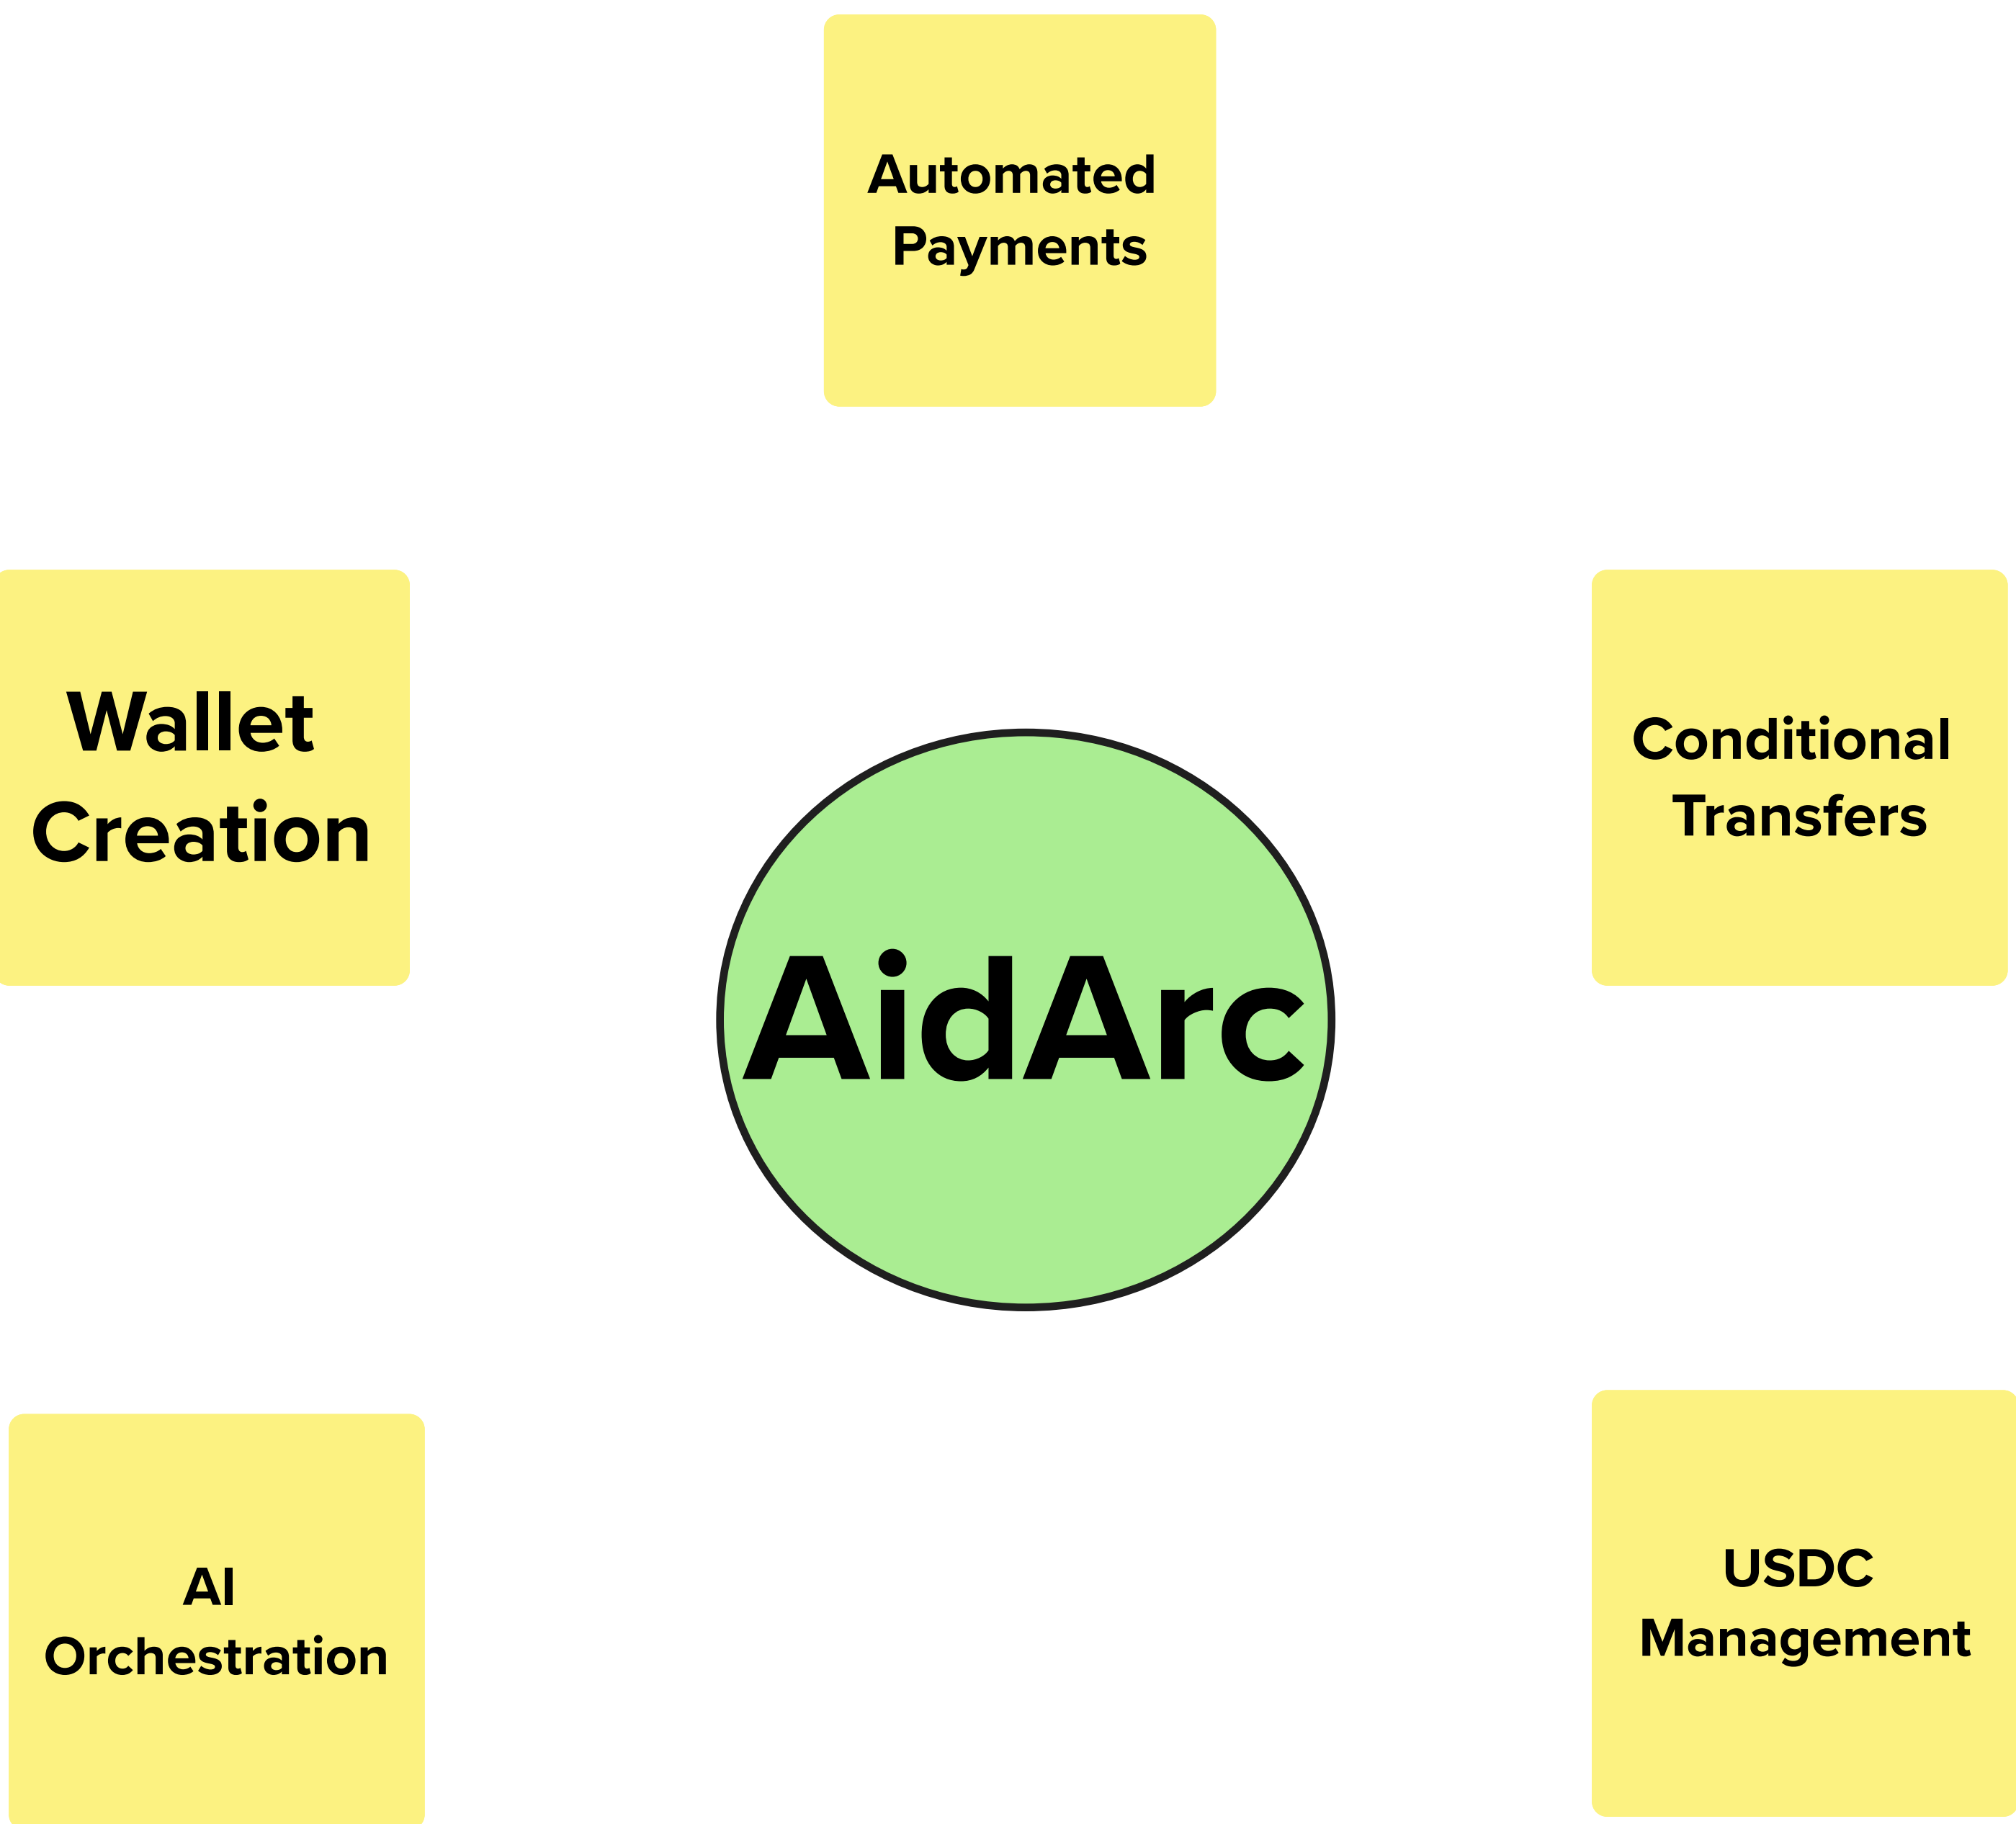 Automated
Payments
Wallet
Creation
Conditional
Transfers
AidArc
AI
Orchestration
USDC
Management